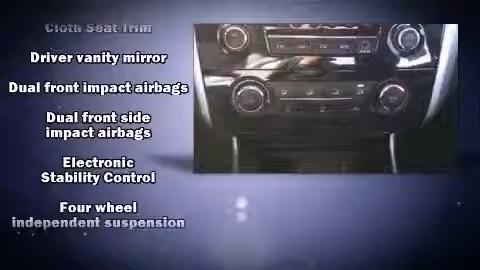 Cloth Seat Trim
Driver vanity mirror
Dual front impact airbags
Dual front side
impact airbags
Electronic
Stability Control
Four wheel
independent suspension